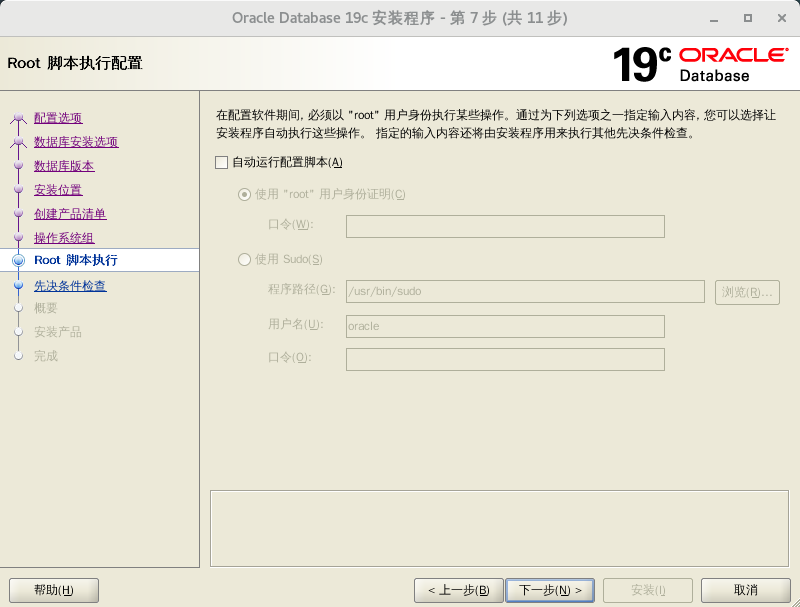 Oracle Database 19c 安装程序 - 第 7 步 (共 11 步)
Root 脚本执行配置
19c ORACLE
Database
配置选项
数据库安装选项
数据库版本
安装位置
创建产品清单
操作系统组
Root 脚本执行
先决条件检查
概要
安装产品
完成
在配置软件期间, 必须以 "root" 用户身份执行某些操作。通过为下列选项之一指定输入内容, 您可以选择让
安装程序自动执行这些操作。 指定的输入内容还将由安装程序用来执行其他先决条件检查。
自动运行配置脚本(A)
使用 "root" 用户身份证明(C)
口令(W):
使用 Sudo(S)
程序路径(G): /usr/bin/sudo 浏览(R)...
用户名(U): oracle
口令(O):
帮助(H) < 上一步(B) 下一步(N) > 安装(I) 取消